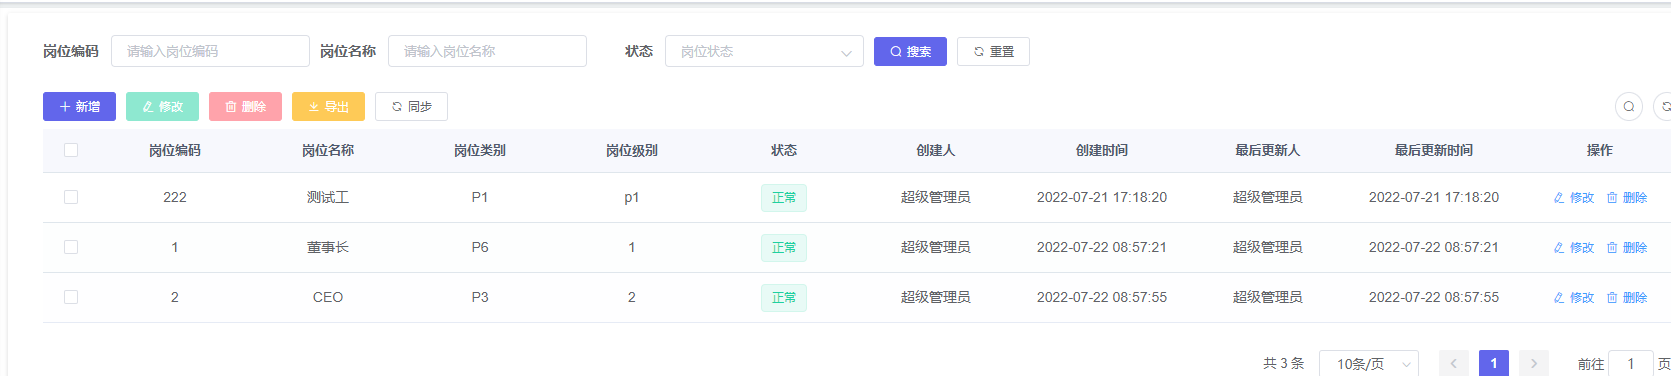 岗位编码 请输入岗位编码 岗位名称 请输入岗位名称 状态 岗位状态 搜索 重置
新增 修改 删除 导出 同步
岗位编码 岗位名称 岗位类别 岗位级别 状态 创建人 创建时间 最后更新人 最后更新时间 操作
222 测试工 P1 p1 正常 超级管理员 2022-07-21 17:18:20 超级管理员 2022-07-21 17:18:20 修改 删除
1 董事长 P6 1 正常 超级管理员 2022-07-22 08:57:21 超级管理员 2022-07-22 08:57:21 修改 删除
2 CEO P3 2 正常 超级管理员 2022-07-22 08:57:55 超级管理员 2022-07-22 08:57:55 修改 删除
共 3 条 10条/页 1 前往 1 页